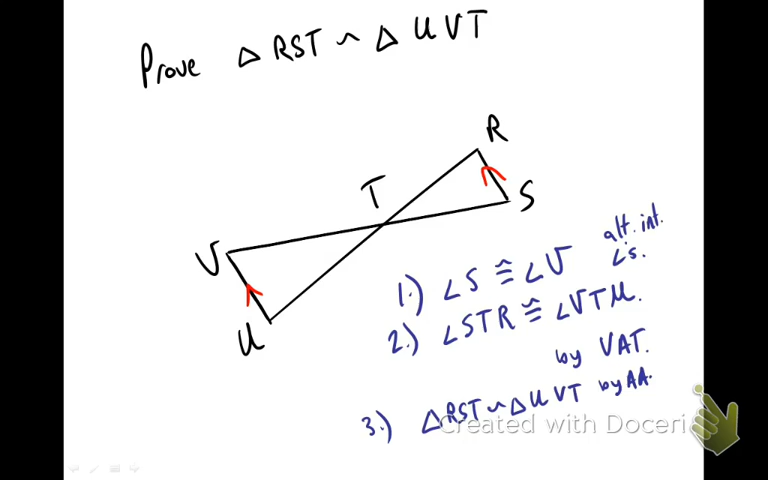 Prove △ RST ~ △ UVT
R
T
S
V
U
1.) ∠S ≅ ∠V alt. int. ∠s.
2.) ∠STR ≅ ∠VTU.
by VAT.
3.) △RST ~ △UVT by AA.
Created with Doceri